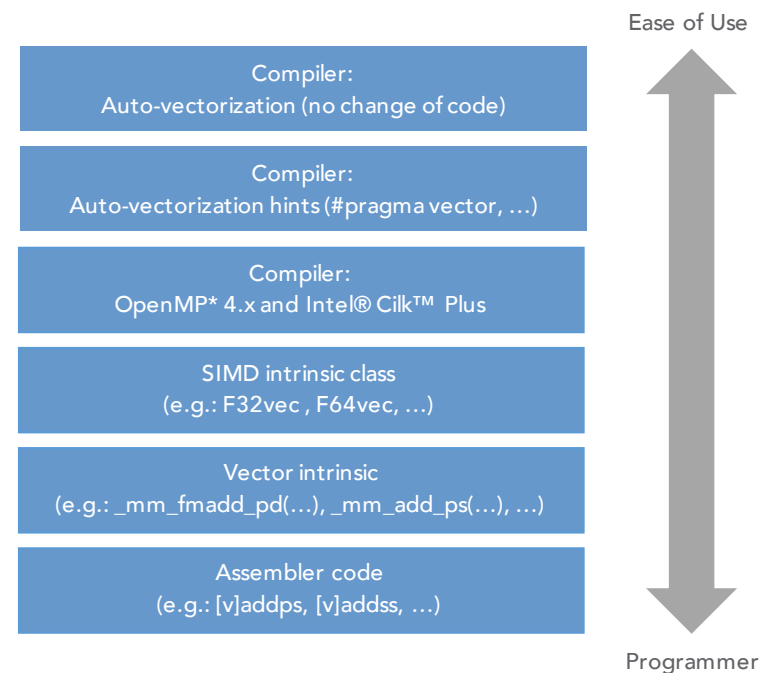 Ease of Use
Compiler:
Auto-vectorization (no change of code)
Compiler:
Auto-vectorization hints (#pragma vector, …)
Compiler:
OpenMP* 4.x and Intel® Cilk™ Plus
SIMD intrinsic class
(e.g.: F32vec , F64vec, …)
Vector intrinsic
(e.g.: _mm_fmadd_pd(…), _mm_add_ps(…), …)
Assembler code
(e.g.: [v]addps, [v]addss, …)
Programmer